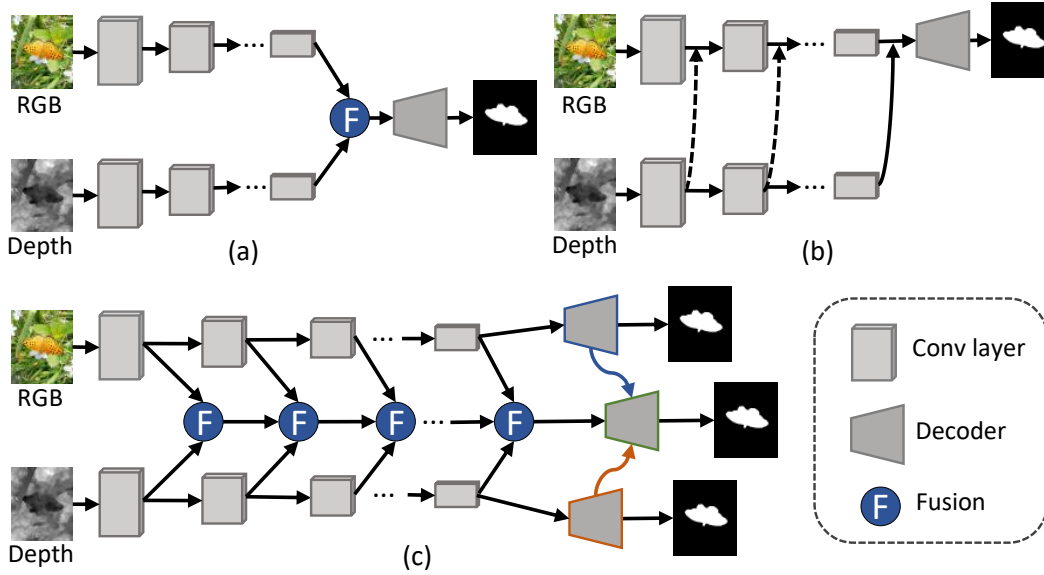 RGB
F
Depth
(a)
RGB
Depth
(b)
RGB
F F F F
Depth
(c)
Conv layer
Decoder
F Fusion